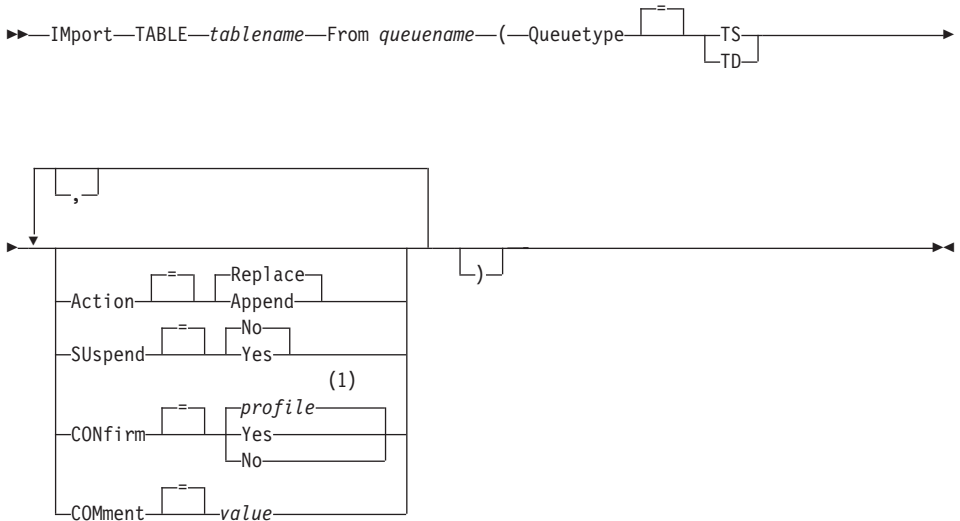 =
IMport TABLE tablename From queuename ( Queuetype TS
TD
,
)
= Replace
Action Append
= No
SUspend Yes
(1)
= profile
CONfirm Yes
No
=
COMment value